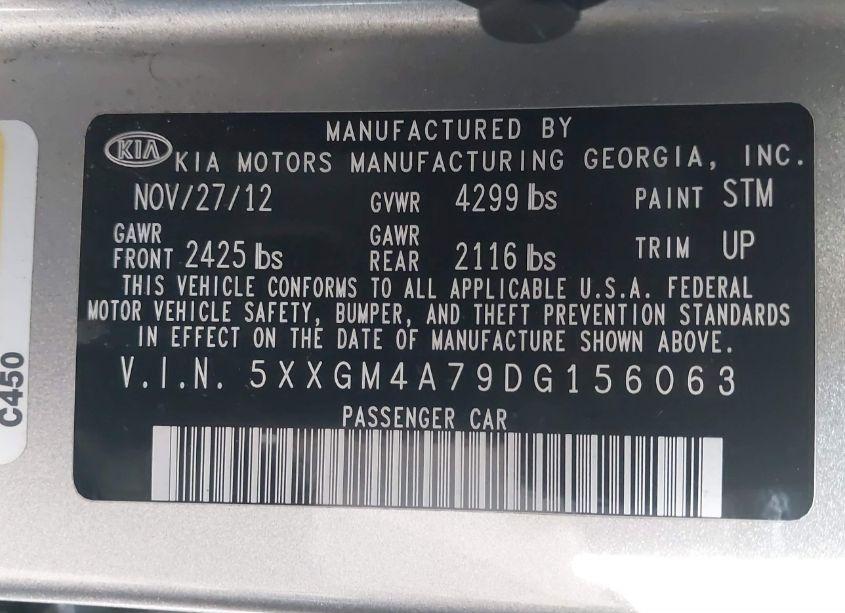 MANUFACTURED BY
KIA KIA MOTORS MANUFACTURING GEORGIA, INC.
NOV/27/12 GVWR 4299 lbs PAINT STM
GAWR FRONT 2425 lbs GAWR REAR 2116 lbs TRIM UP
THIS VEHICLE CONFORMS TO ALL APPLICABLE U.S.A. FEDERAL
MOTOR VEHICLE SAFETY, BUMPER, AND THEFT PREVENTION STANDARDS
IN EFFECT ON THE DATE OF MANUFACTURE SHOWN ABOVE.
V.I.N. 5XXGM4A79DG156063
PASSENGER CAR
C450